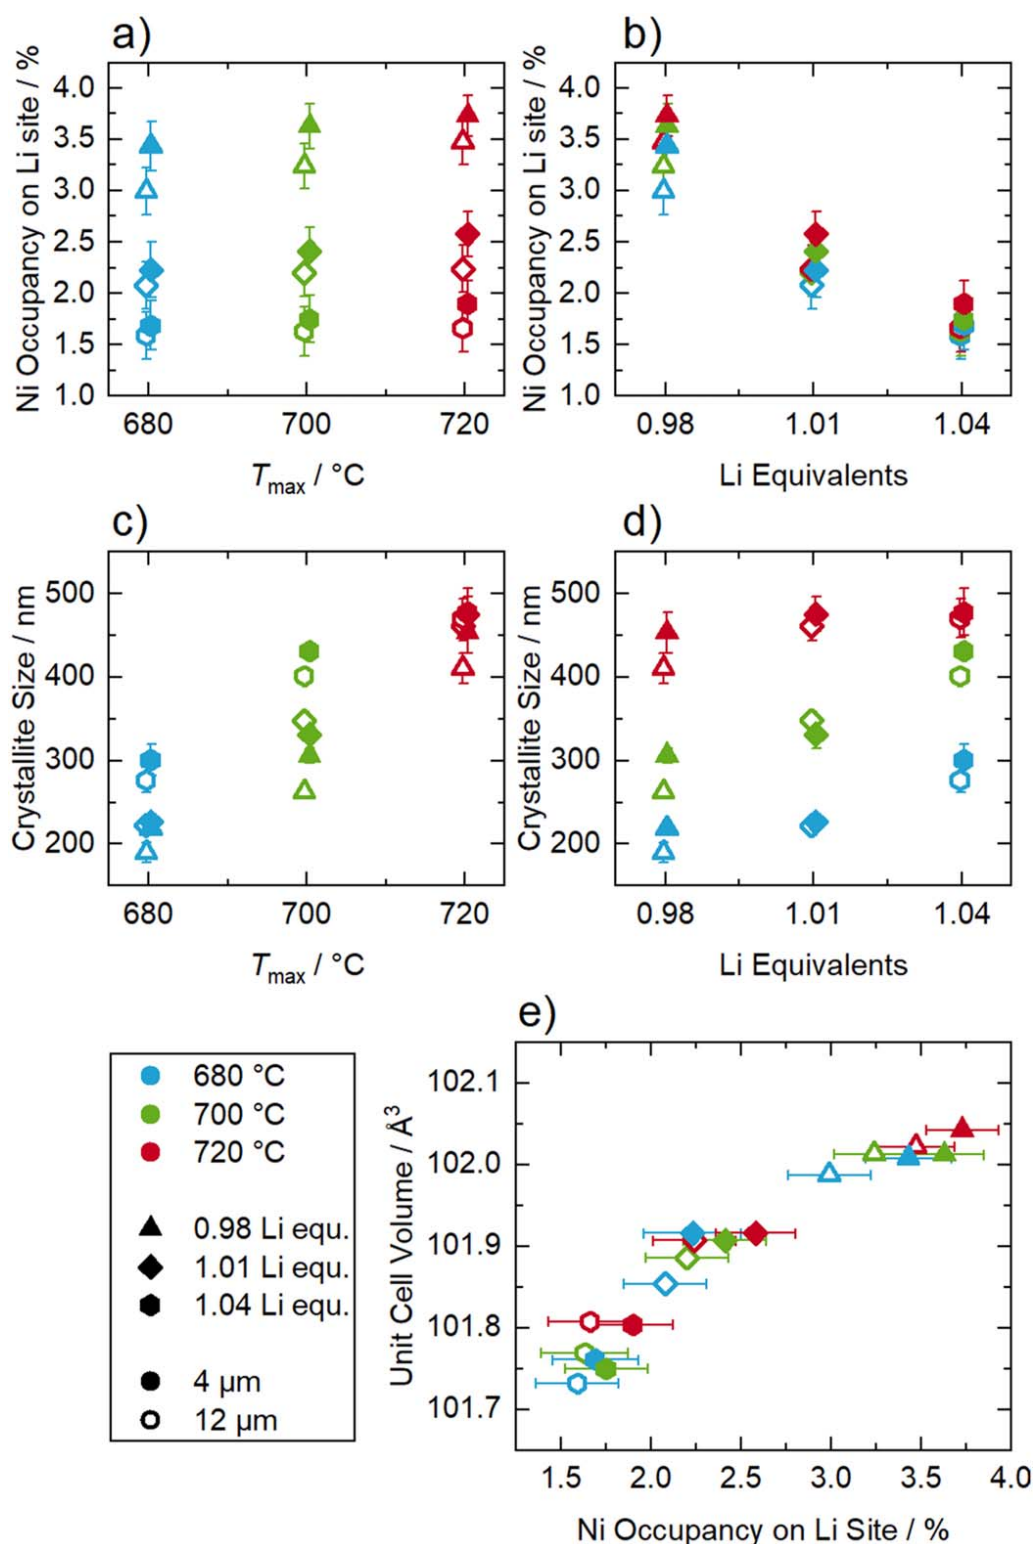 a)
Ni Occupancy on Li site / %
4.0
3.5
3.0
2.5
2.0
1.5
1.0
680 700 720
Tmax / °C
b)
Ni Occupancy on Li site / %
4.0
3.5
3.0
2.5
2.0
1.5
1.0
0.98 1.01 1.04
Li Equivalents
c)
Crystallite Size / nm
500
400
300
200
680 700 720
Tmax / °C
d)
Crystallite Size / nm
500
400
300
200
0.98 1.01 1.04
Li Equivalents
680 °C
700 °C
720 °C
0.98 Li equ.
1.01 Li equ.
1.04 Li equ.
4 µm
12 µm
e)
Unit Cell Volume / Å³
102.1
102.0
101.9
101.8
101.7
1.5 2.0 2.5 3.0 3.5 4.0
Ni Occupancy on Li Site / %